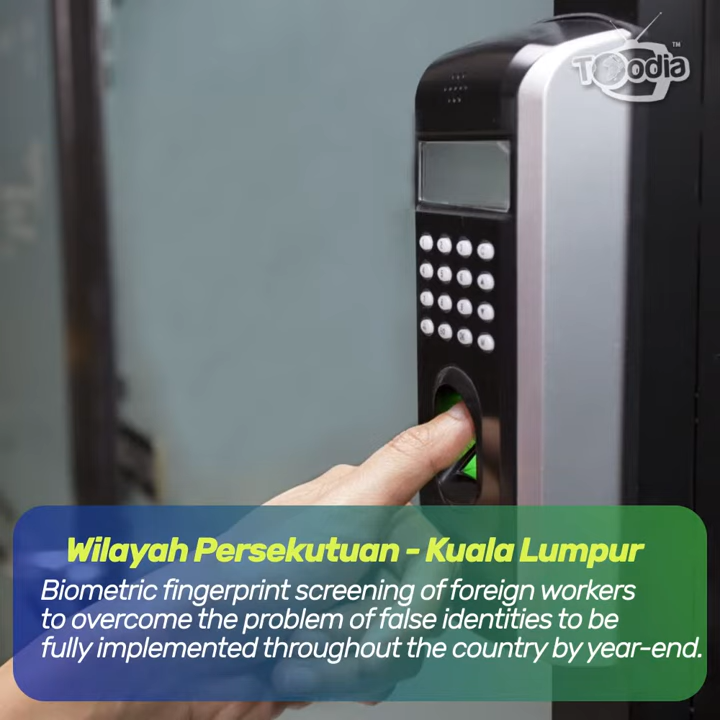 Toodia
TM
Wilayah Persekutuan - Kuala Lumpur
Biometric fingerprint screening of foreign workers
to overcome the problem of false identities to be
fully implemented throughout the country by year-end.